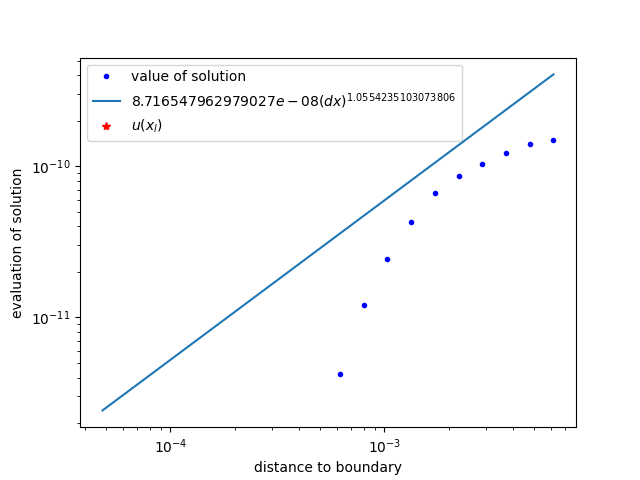 value of solution
8.716547962979027e − 08(dx)^1.0554235103073806
u(x_l)
evaluation of solution
10^−10
10^−11
10^−4
10^−3
distance to boundary